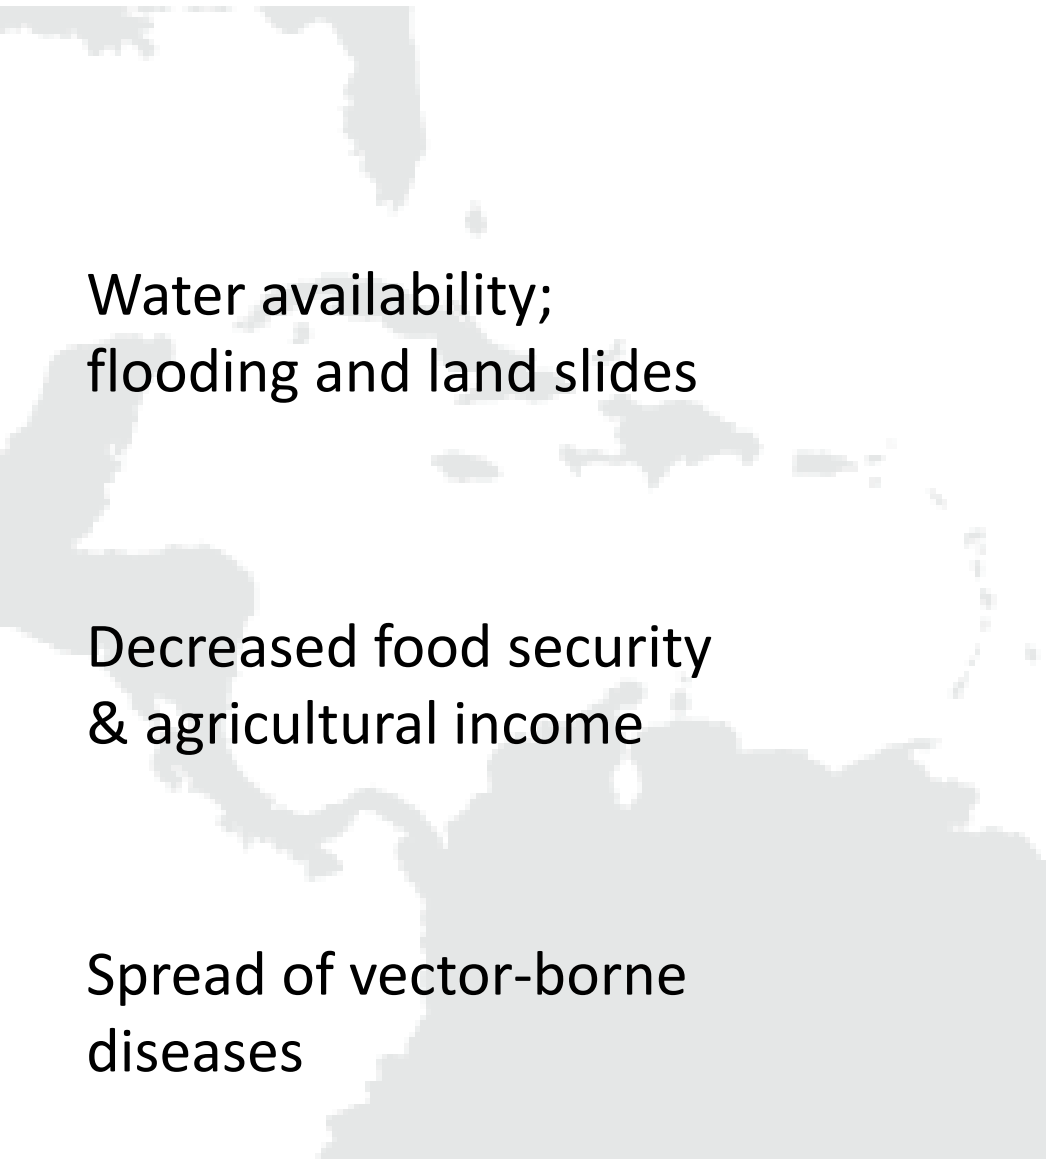 Water availability;
flooding and land slides
Decreased food security
& agricultural income
Spread of vector-borne
diseases